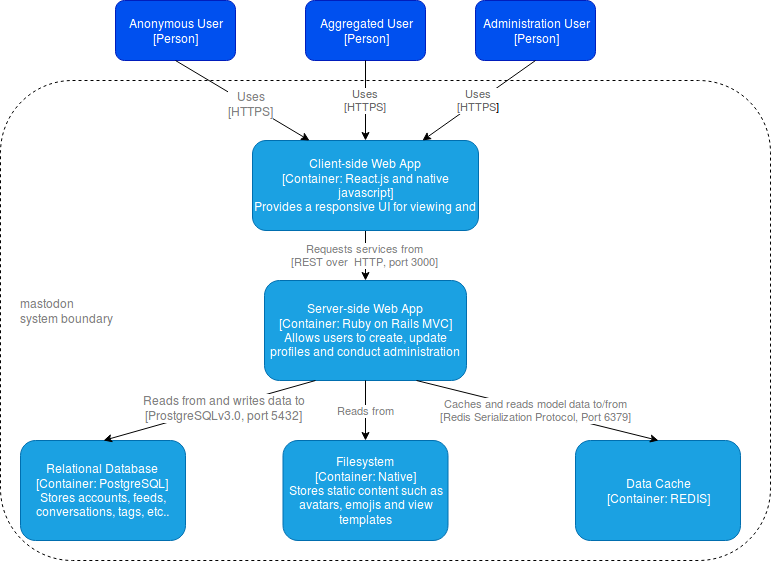 Anonymous User
[Person]
Aggregated User
[Person]
Administration User
[Person]
Uses
[HTTPS]
Uses
[HTTPS]
Uses
[HTTPS]
Client-side Web App
[Container: React.js and native
javascript]
Provides a responsive UI for viewing and
Requests services from
[REST over HTTP, port 3000]
mastodon
system boundary
Server-side Web App
[Container: Ruby on Rails MVC]
Allows users to create, update
profiles and conduct administration
Reads from and writes data to
[ProstgreSQLv3.0, port 5432]
Reads from
Caches and reads model data to/from
[Redis Serialization Protocol, Port 6379]
Relational Database
[Container: PostgreSQL]
Stores accounts, feeds,
conversations, tags, etc..
Filesystem
[Container: Native]
Stores static content such as
avatars, emojis and view
templates
Data Cache
[Container: REDIS]